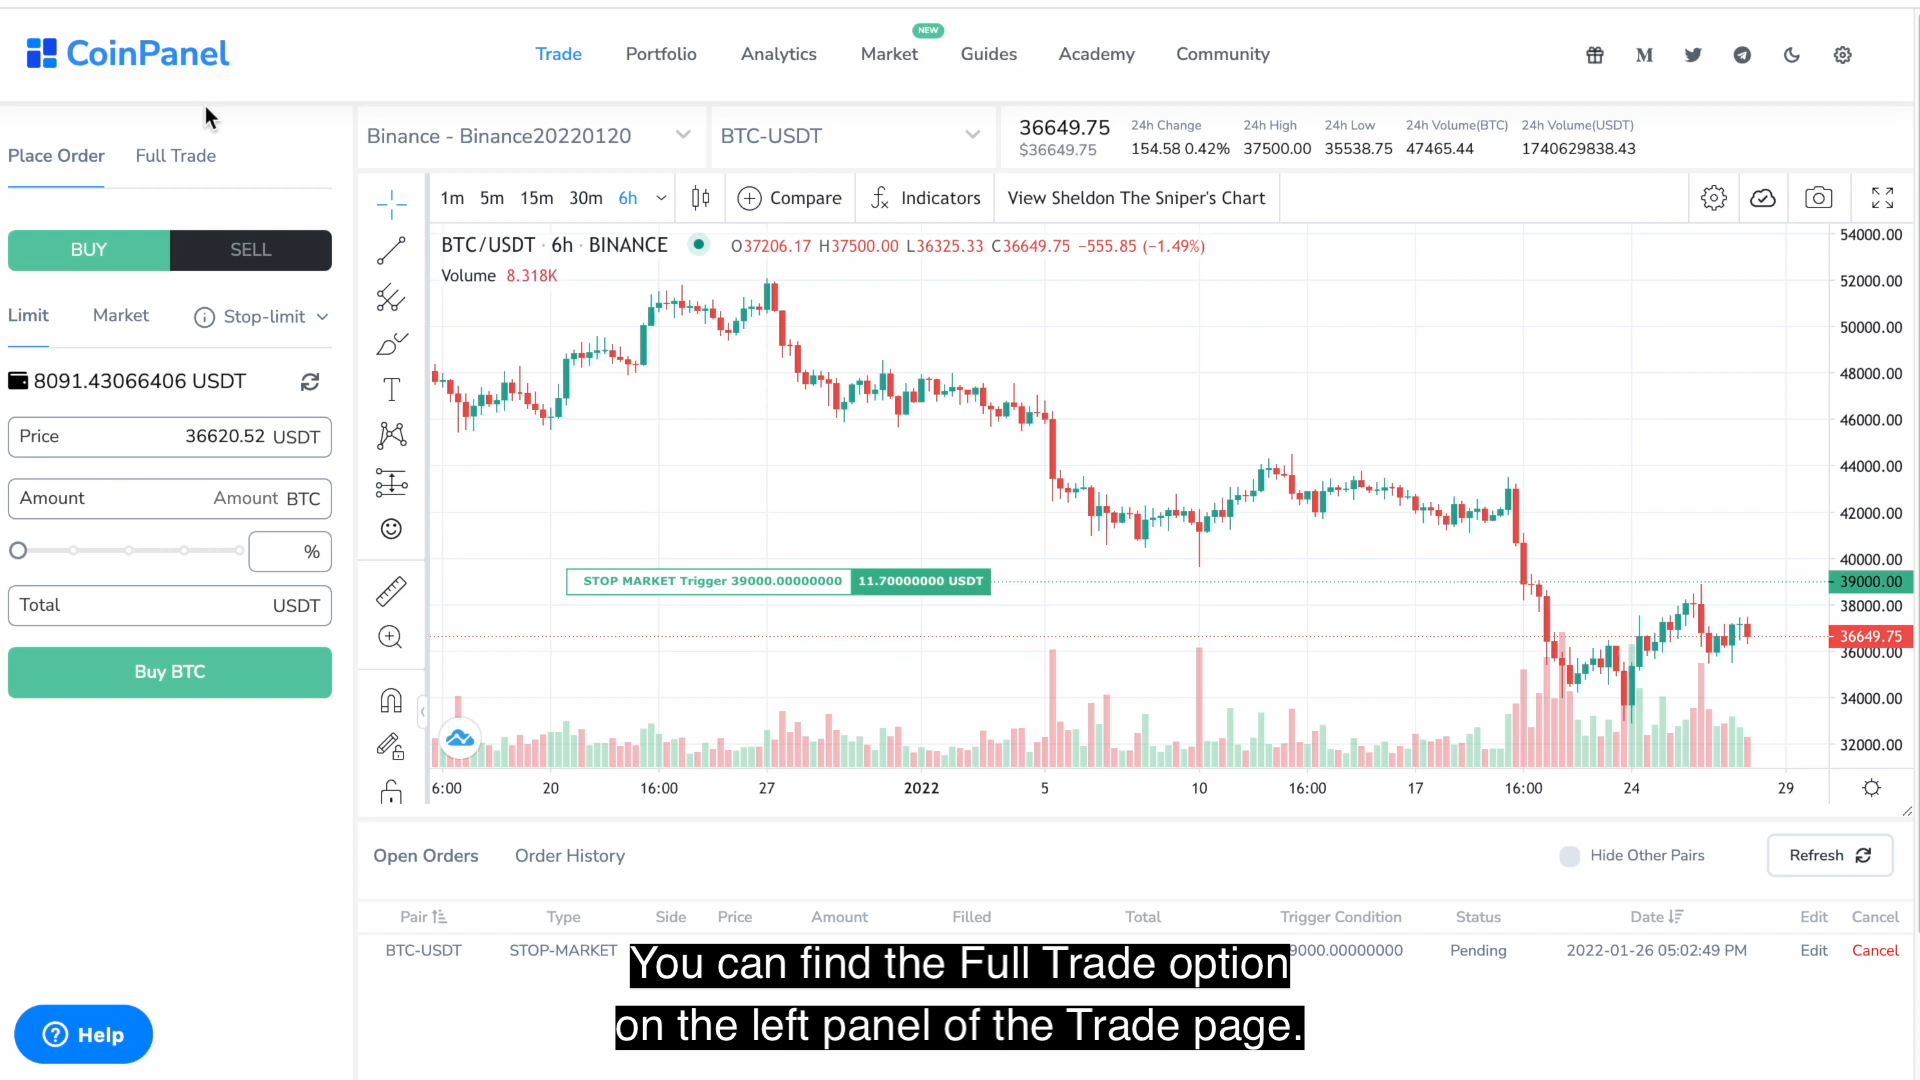 CoinPanel
Trade
Portfolio
Analytics
Market
NEW
Guides
Academy
Community
M
Place Order
Full Trade
Binance - Binance20220120
BTC-USDT
36649.75
$36649.75
24h Change
154.58 0.42%
24h High
37500.00
24h Low
35538.75
24h Volume(BTC)
47465.44
24h Volume(USDT)
1740629838.43
1m 5m 15m 30m 6h
Compare
Indicators
View Sheldon The Sniper's Chart
BUY
SELL
Limit
Market
Stop-limit
8091.43066406 USDT
Price 36620.52 USDT
Amount Amount BTC
%
Total USDT
Buy BTC
BTC/USDT · 6h · BINANCE
O37206.17 H37500.00 L36325.33 C36649.75 −555.85 (−1.49%)
Volume 8.318K
STOP MARKET Trigger 39000.00000000 11.70000000 USDT
54000.00
52000.00
50000.00
48000.00
46000.00
44000.00
42000.00
40000.00
39000.00
38000.00
36649.75
36000.00
34000.00
32000.00
6:00 20 16:00 27 2022 5 10 16:00 17 16:00 24 29
Open Orders
Order History
Hide Other Pairs
Refresh
Pair Type Side Price Amount Filled Total Trigger Condition Status Date Edit Cancel
BTC-USDT STOP-MARKET 9000.00000000 Pending 2022-01-26 05:02:49 PM Edit Cancel
You can find the Full Trade option
on the left panel of the Trade page.
Help